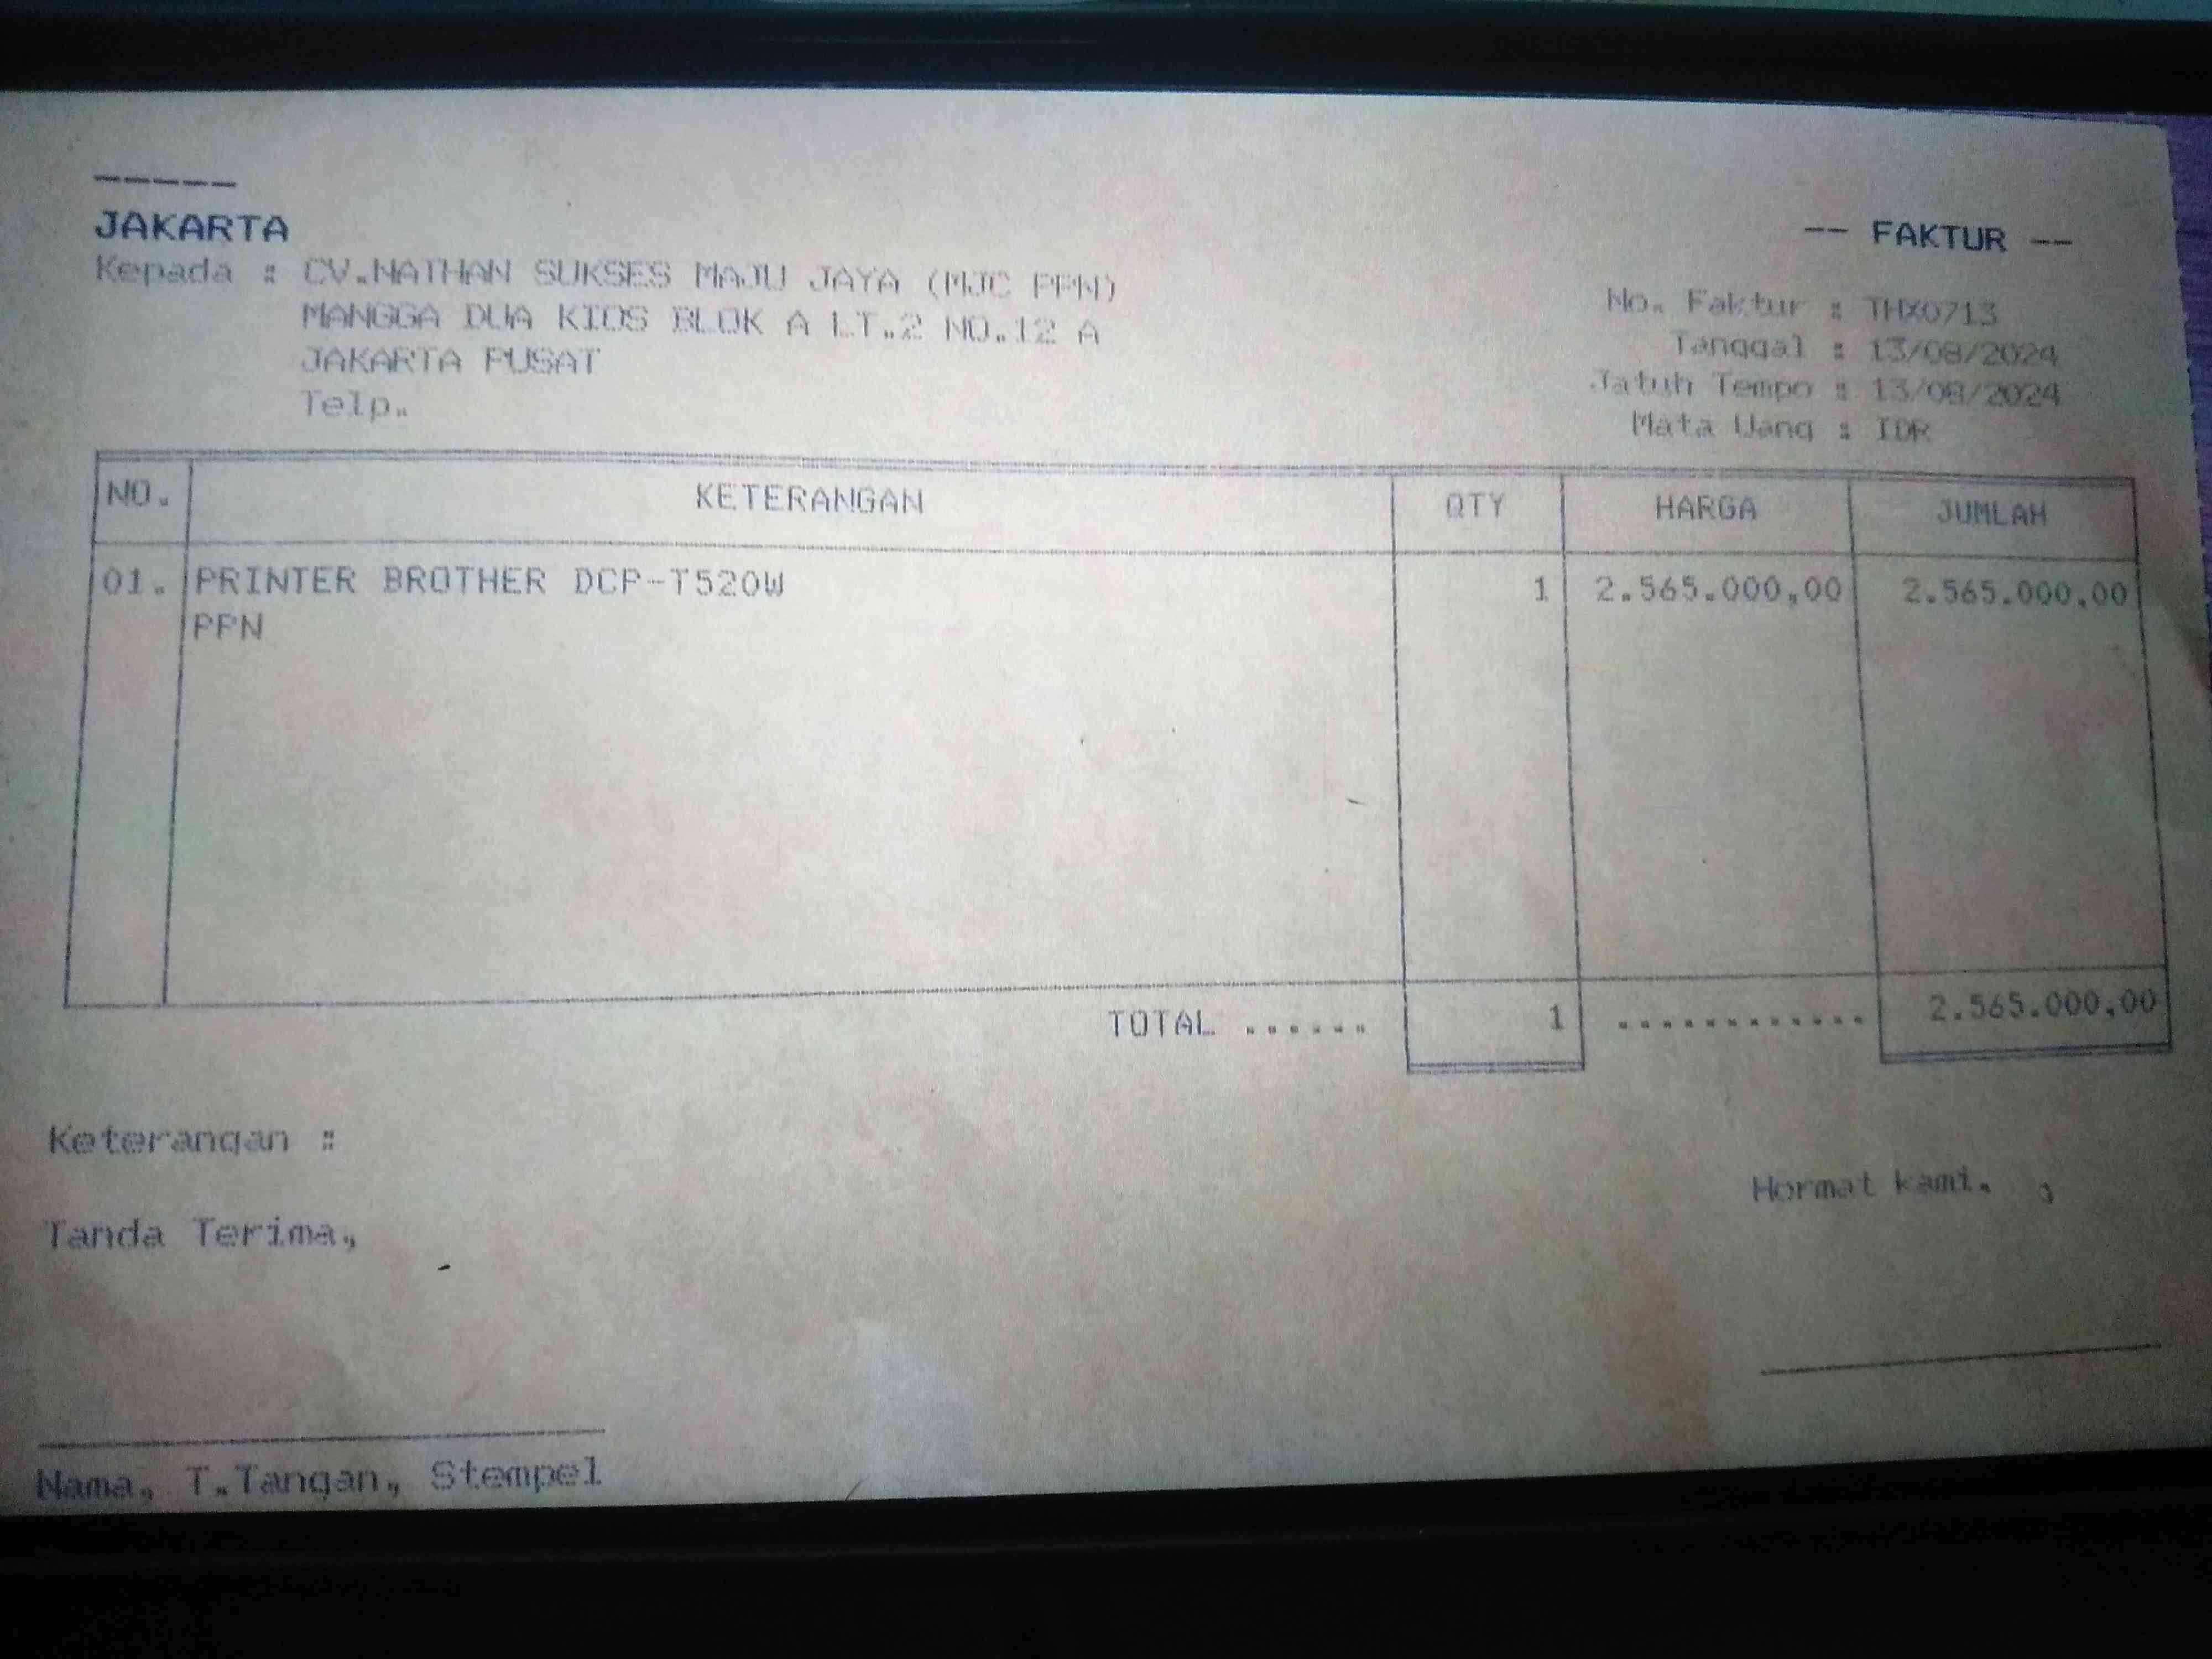 -----
JAKARTA
-- FAKTUR --
Kepada : CV.NATHAN SUKSES MAJU JAYA (MJC PPN)
MANGGA DUA KIOS BLOK A LT.2 NO.12 A
JAKARTA PUSAT
Telp.
No. Faktur : THX0713
Tanggal : 13/08/2024
Jatuh Tempo : 13/08/2024
Mata Uang : IDR
NO. KETERANGAN QTY HARGA JUMLAH
01. PRINTER BROTHER DCP-T520W 1 2.565.000,00 2.565.000,00
PPN
TOTAL ...... 1 ............ 2.565.000,00
Keterangan :
Hormat kami. ,
Tanda Terima,
Nama, T.Tangan, Stempel